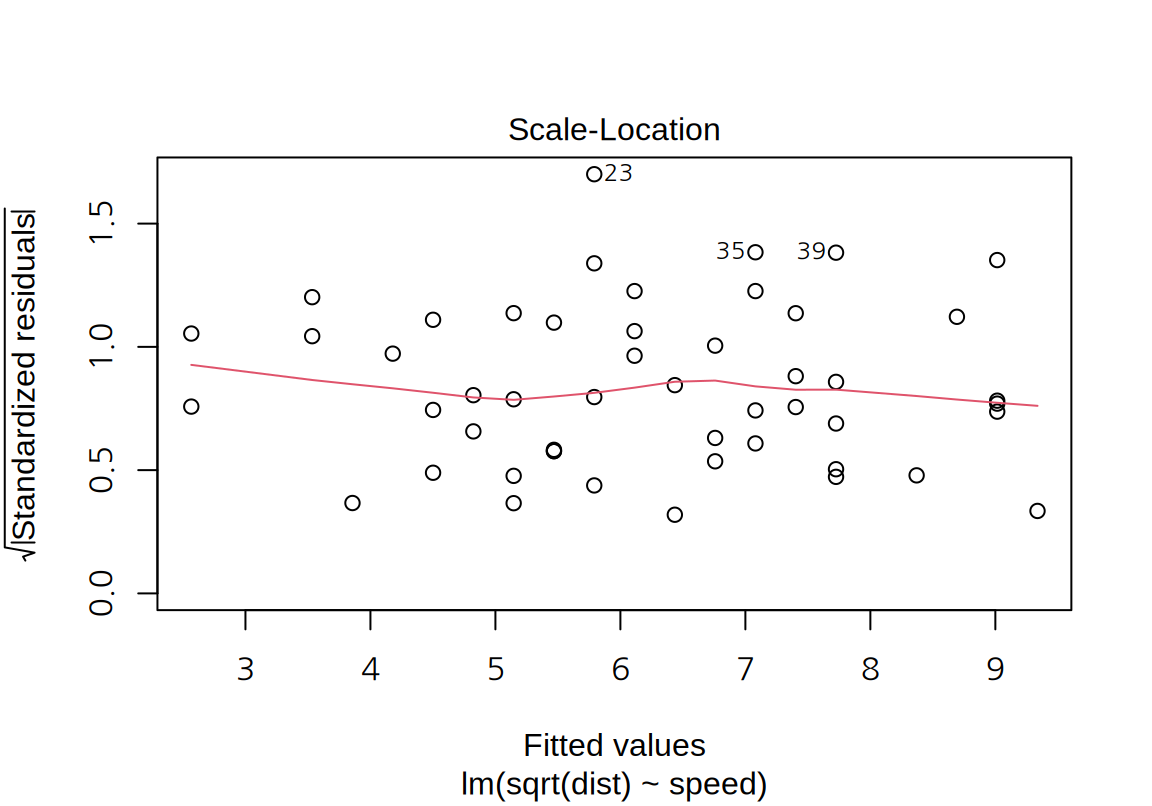 Scale-Location
√|Standardized residuals|
0.0 0.5 1.0 1.5
23
35 39
3 4 5 6 7 8 9
Fitted values
lm(sqrt(dist) ~ speed)